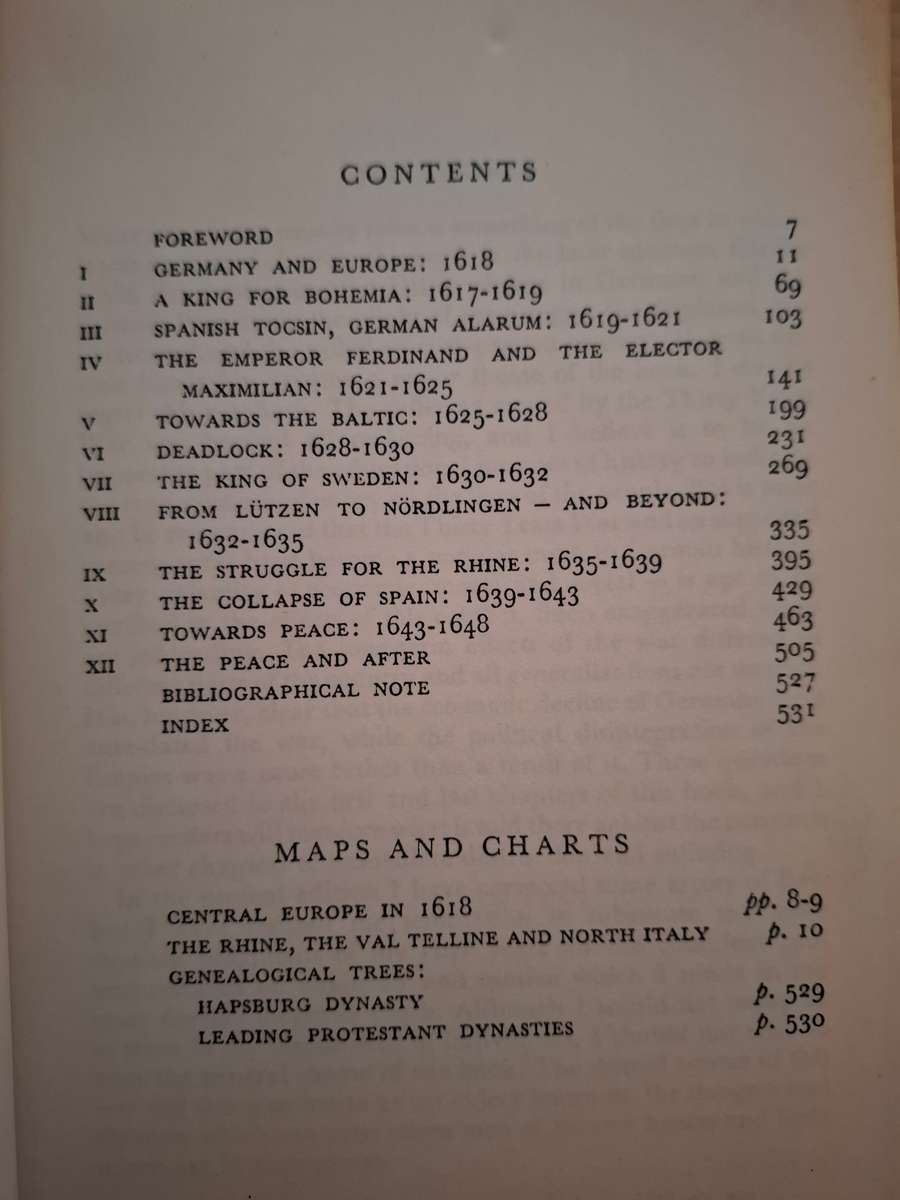 CONTENTS
FOREWORD 7
I GERMANY AND EUROPE: 1618 11
II A KING FOR BOHEMIA: 1617-1619 69
III SPANISH TOCSIN, GERMAN ALARUM: 1619-1621 103
IV THE EMPEROR FERDINAND AND THE ELECTOR
MAXIMILIAN: 1621-1625 141
V TOWARDS THE BALTIC: 1625-1628 199
VI DEADLOCK: 1628-1630 231
VII THE KING OF SWEDEN: 1630-1632 269
VIII FROM LÜTZEN TO NÖRDLINGEN – AND BEYOND:
1632-1635 335
IX THE STRUGGLE FOR THE RHINE: 1635-1639 395
X THE COLLAPSE OF SPAIN: 1639-1643 429
XI TOWARDS PEACE: 1643-1648 463
XII THE PEACE AND AFTER 505
BIBLIOGRAPHICAL NOTE 527
INDEX 531
MAPS AND CHARTS
CENTRAL EUROPE IN 1618 pp. 8-9
THE RHINE, THE VAL TELLINE AND NORTH ITALY p. 10
GENEALOGICAL TREES:
HAPSBURG DYNASTY p. 529
LEADING PROTESTANT DYNASTIES p. 530